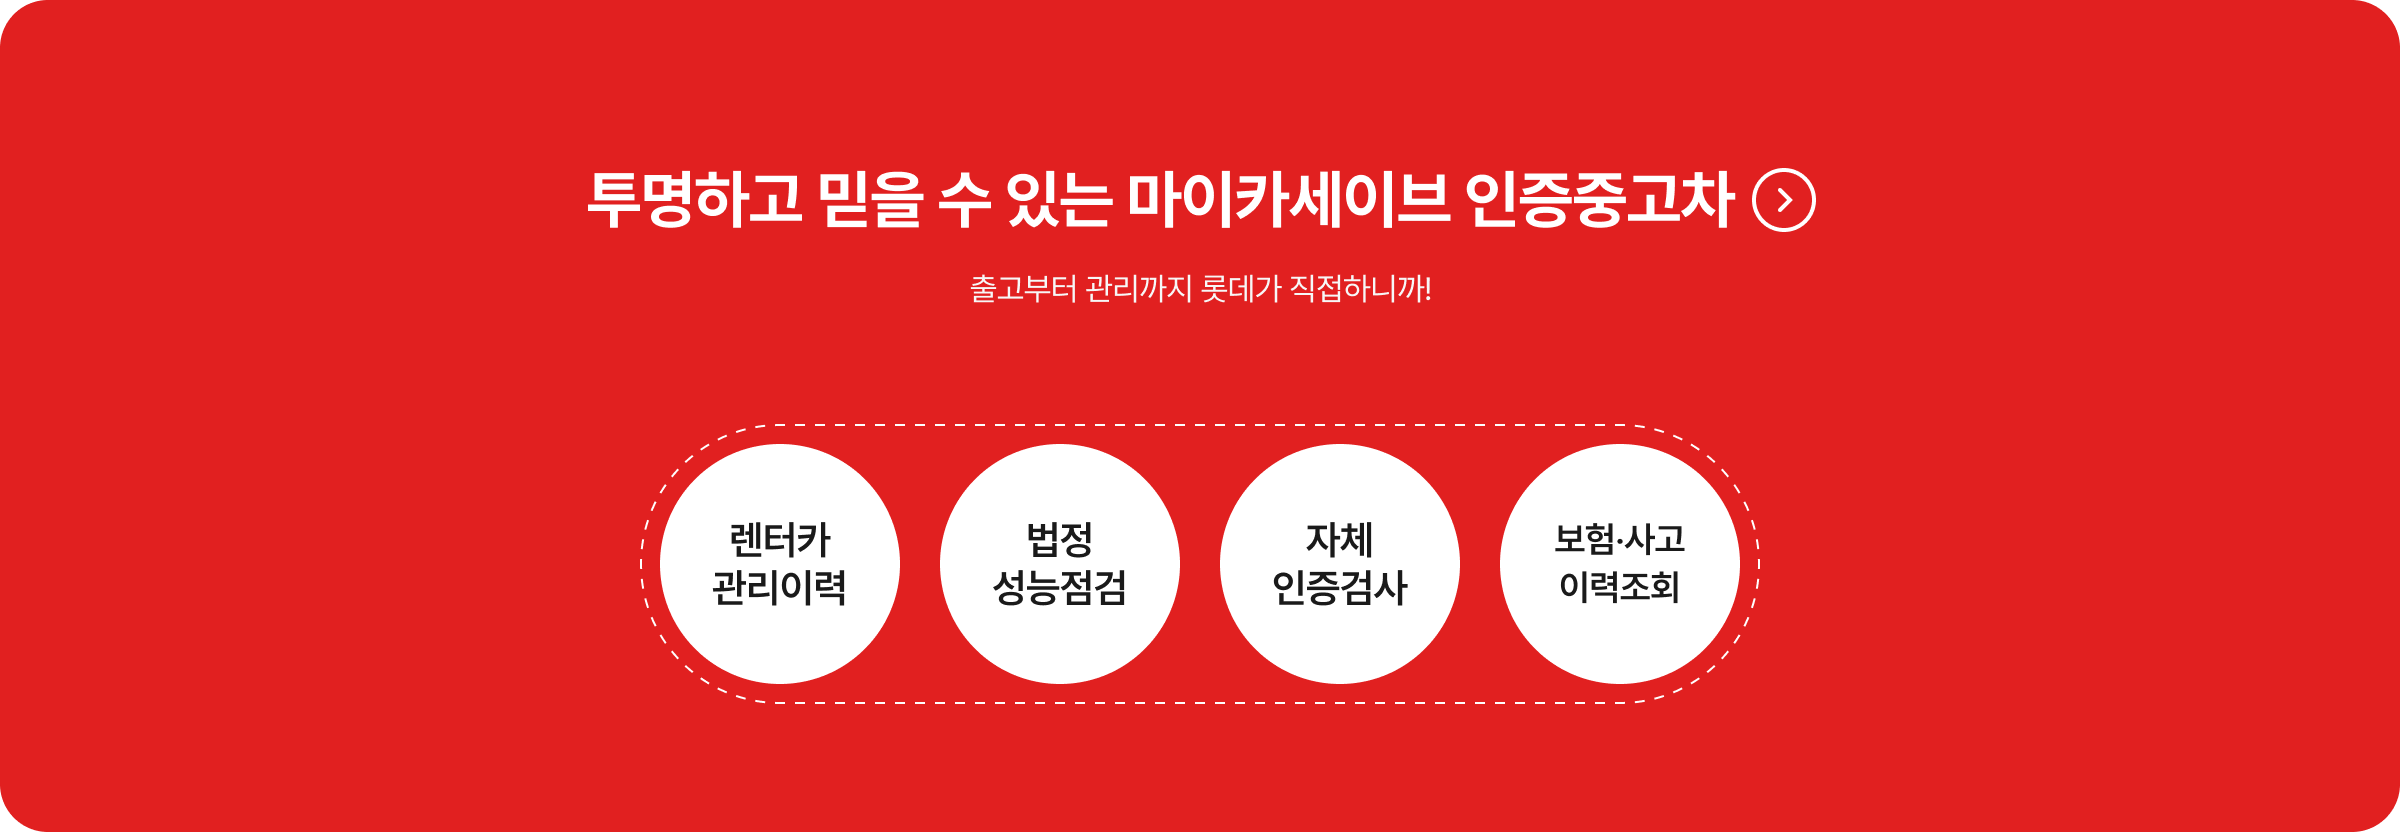 투명하고 믿을 수 있는 마이카세이브 인증중고차
출고부터 관리까지 롯데가 직접하니까!
렌터카
관리이력
법정
성능점검
자체
인증검사
보험·사고
이력조회